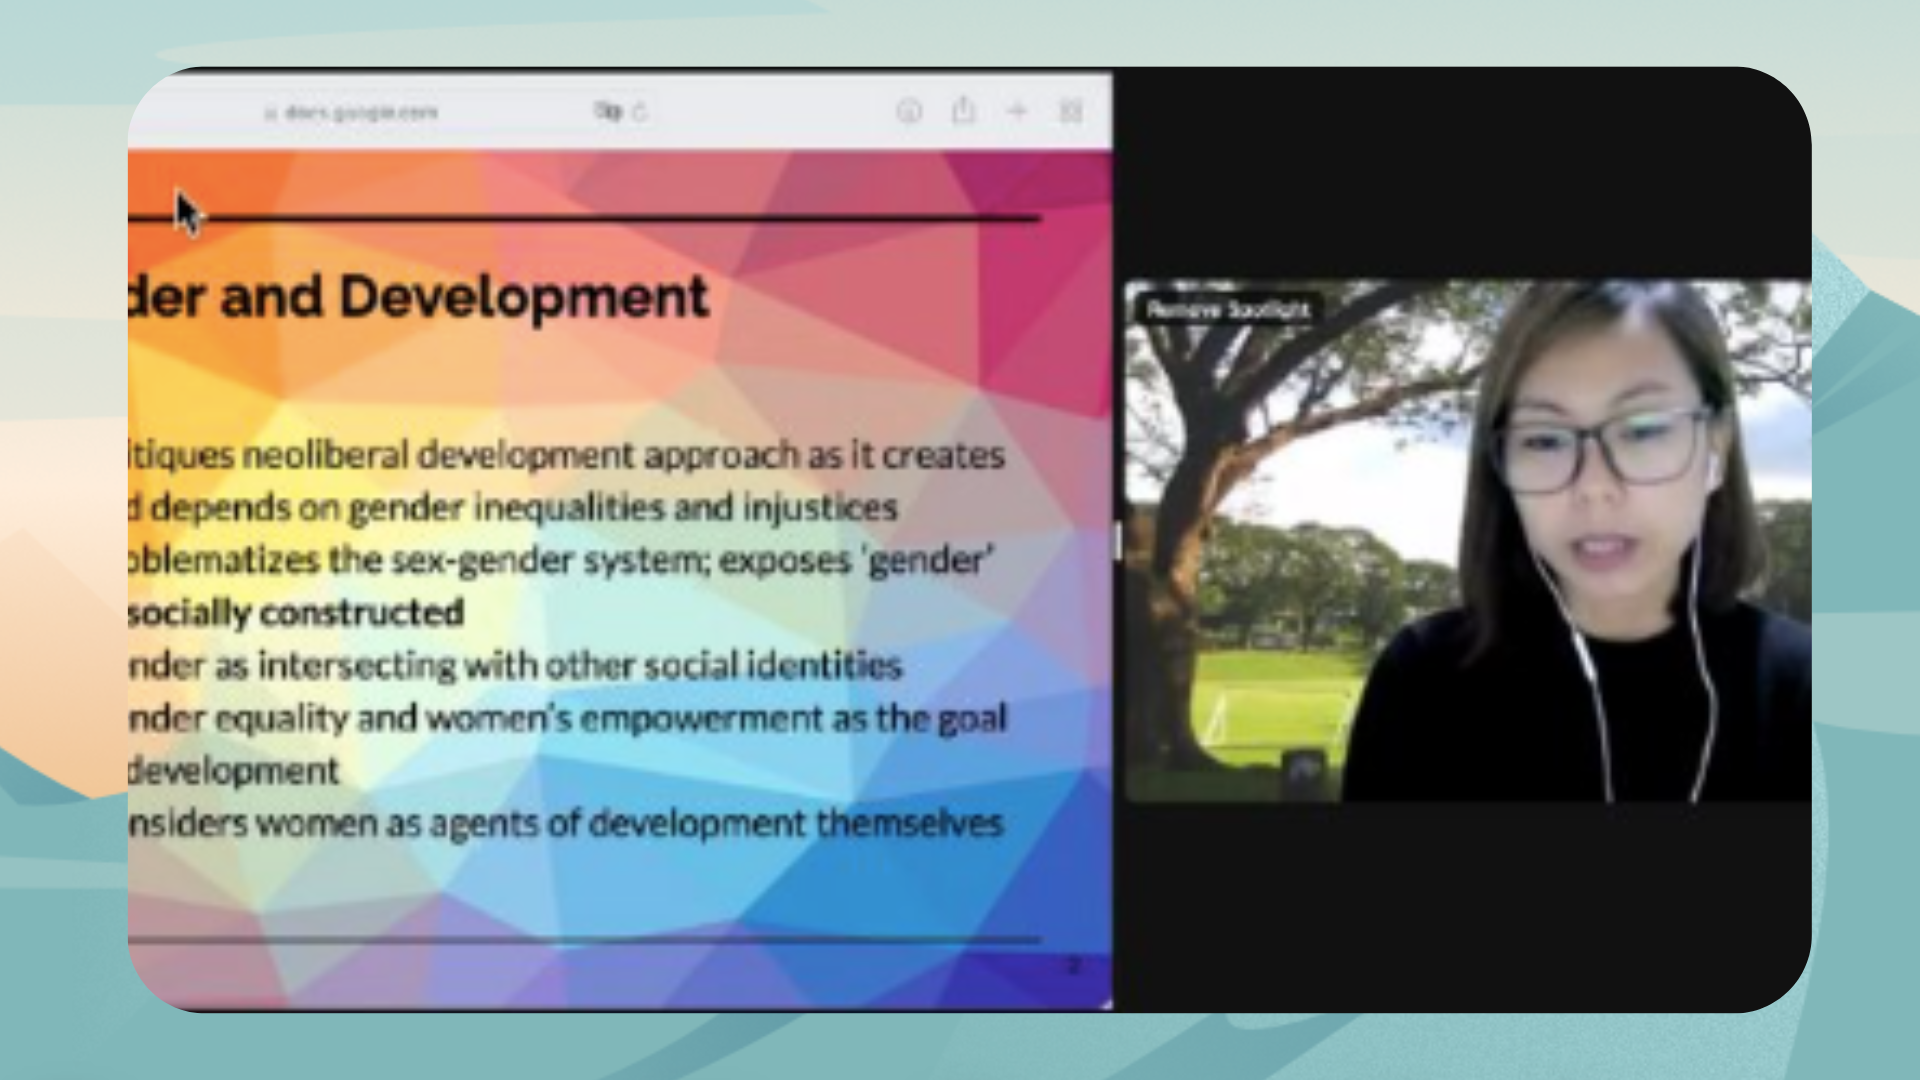 docs.google.com
der and Development
itiques neoliberal development approach as it creates
d depends on gender inequalities and injustices
oblematizes the sex-gender system; exposes ‘gender’
socially constructed
nder as intersecting with other social identities
nder equality and women’s empowerment as the goal
development
nsiders women as agents of development themselves
2
Remove Spotlight